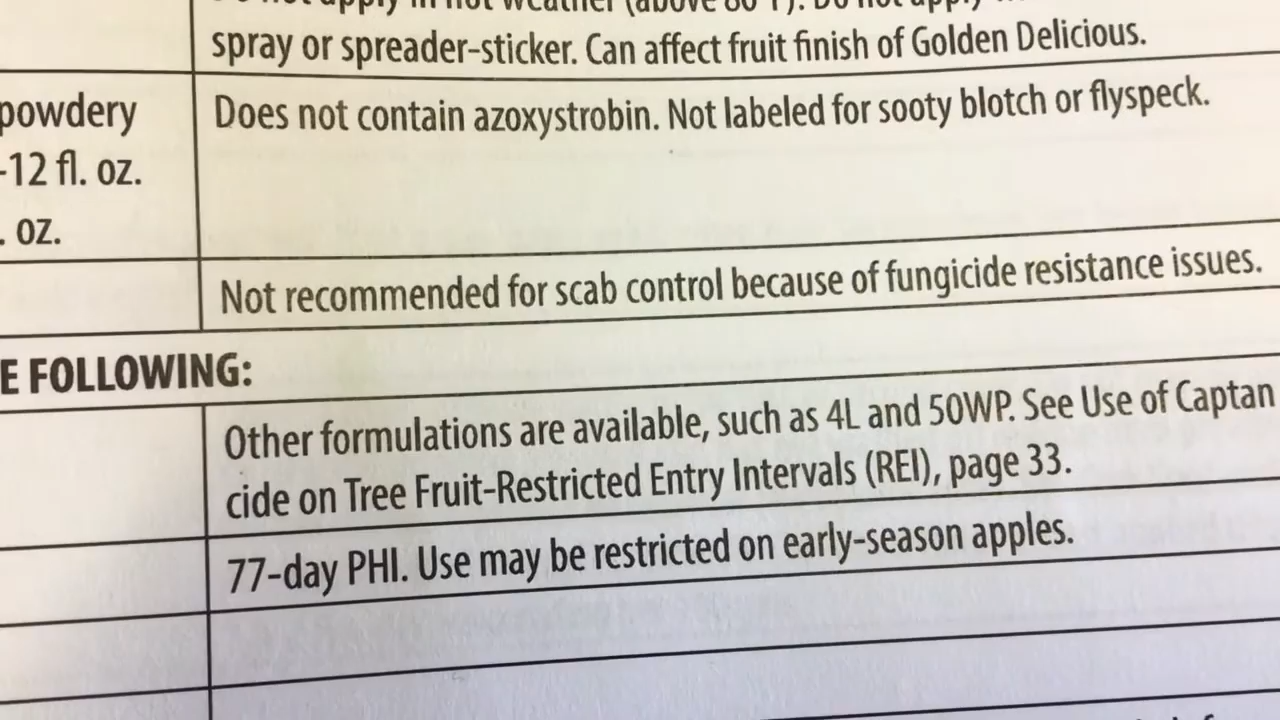 spray or spreader-sticker. Can affect fruit finish of Golden Delicious.
powdery
Does not contain azoxystrobin. Not labeled for sooty blotch or flyspeck.
-12 fl. oz.
. oz.
Not recommended for scab control because of fungicide resistance issues.
E FOLLOWING:
Other formulations are available, such as 4L and 50WP. See Use of Captan
cide on Tree Fruit-Restricted Entry Intervals (REI), page 33.
77-day PHI. Use may be restricted on early-season apples.